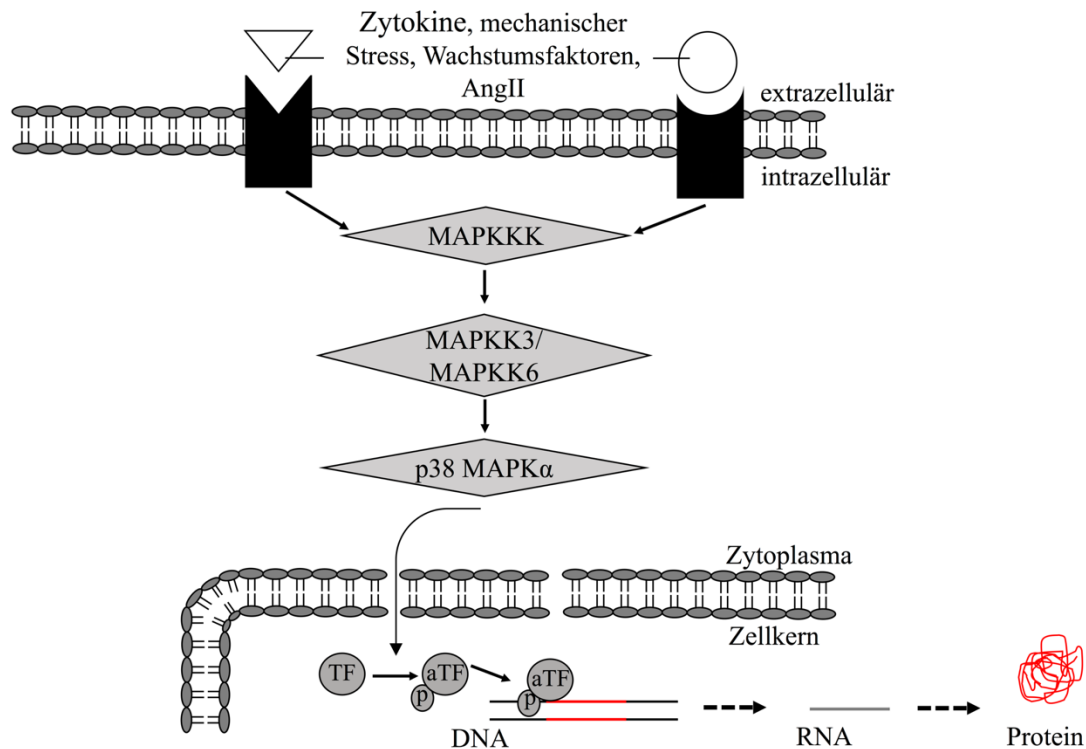 Zytokine, mechanischer
Stress, Wachstumsfaktoren,
AngII
extrazellulär
intrazellulär
MAPKKK
MAPKK3/
MAPKK6
p38 MAPKα
Zytoplasma
Zellkern
TF
aTF
p
aTF
p
DNA
RNA
Protein